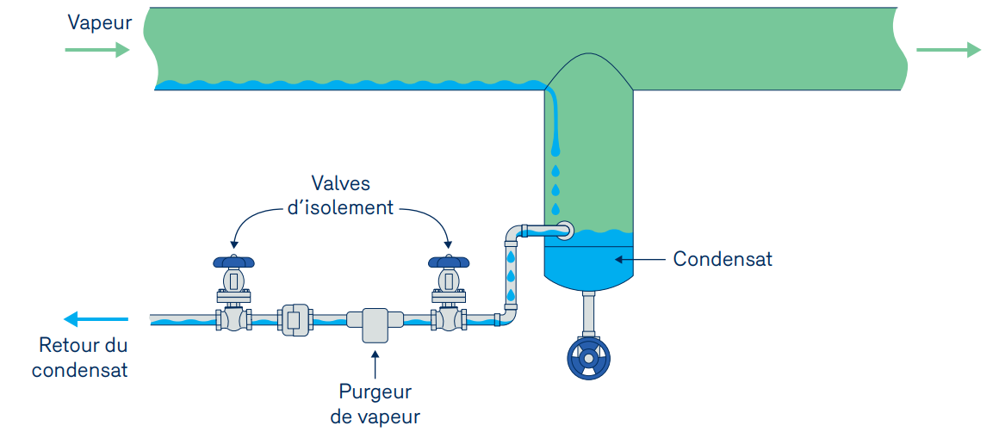 Vapeur
Valves
d’isolement
Condensat
Retour du
condensat
Purgeur
de vapeur